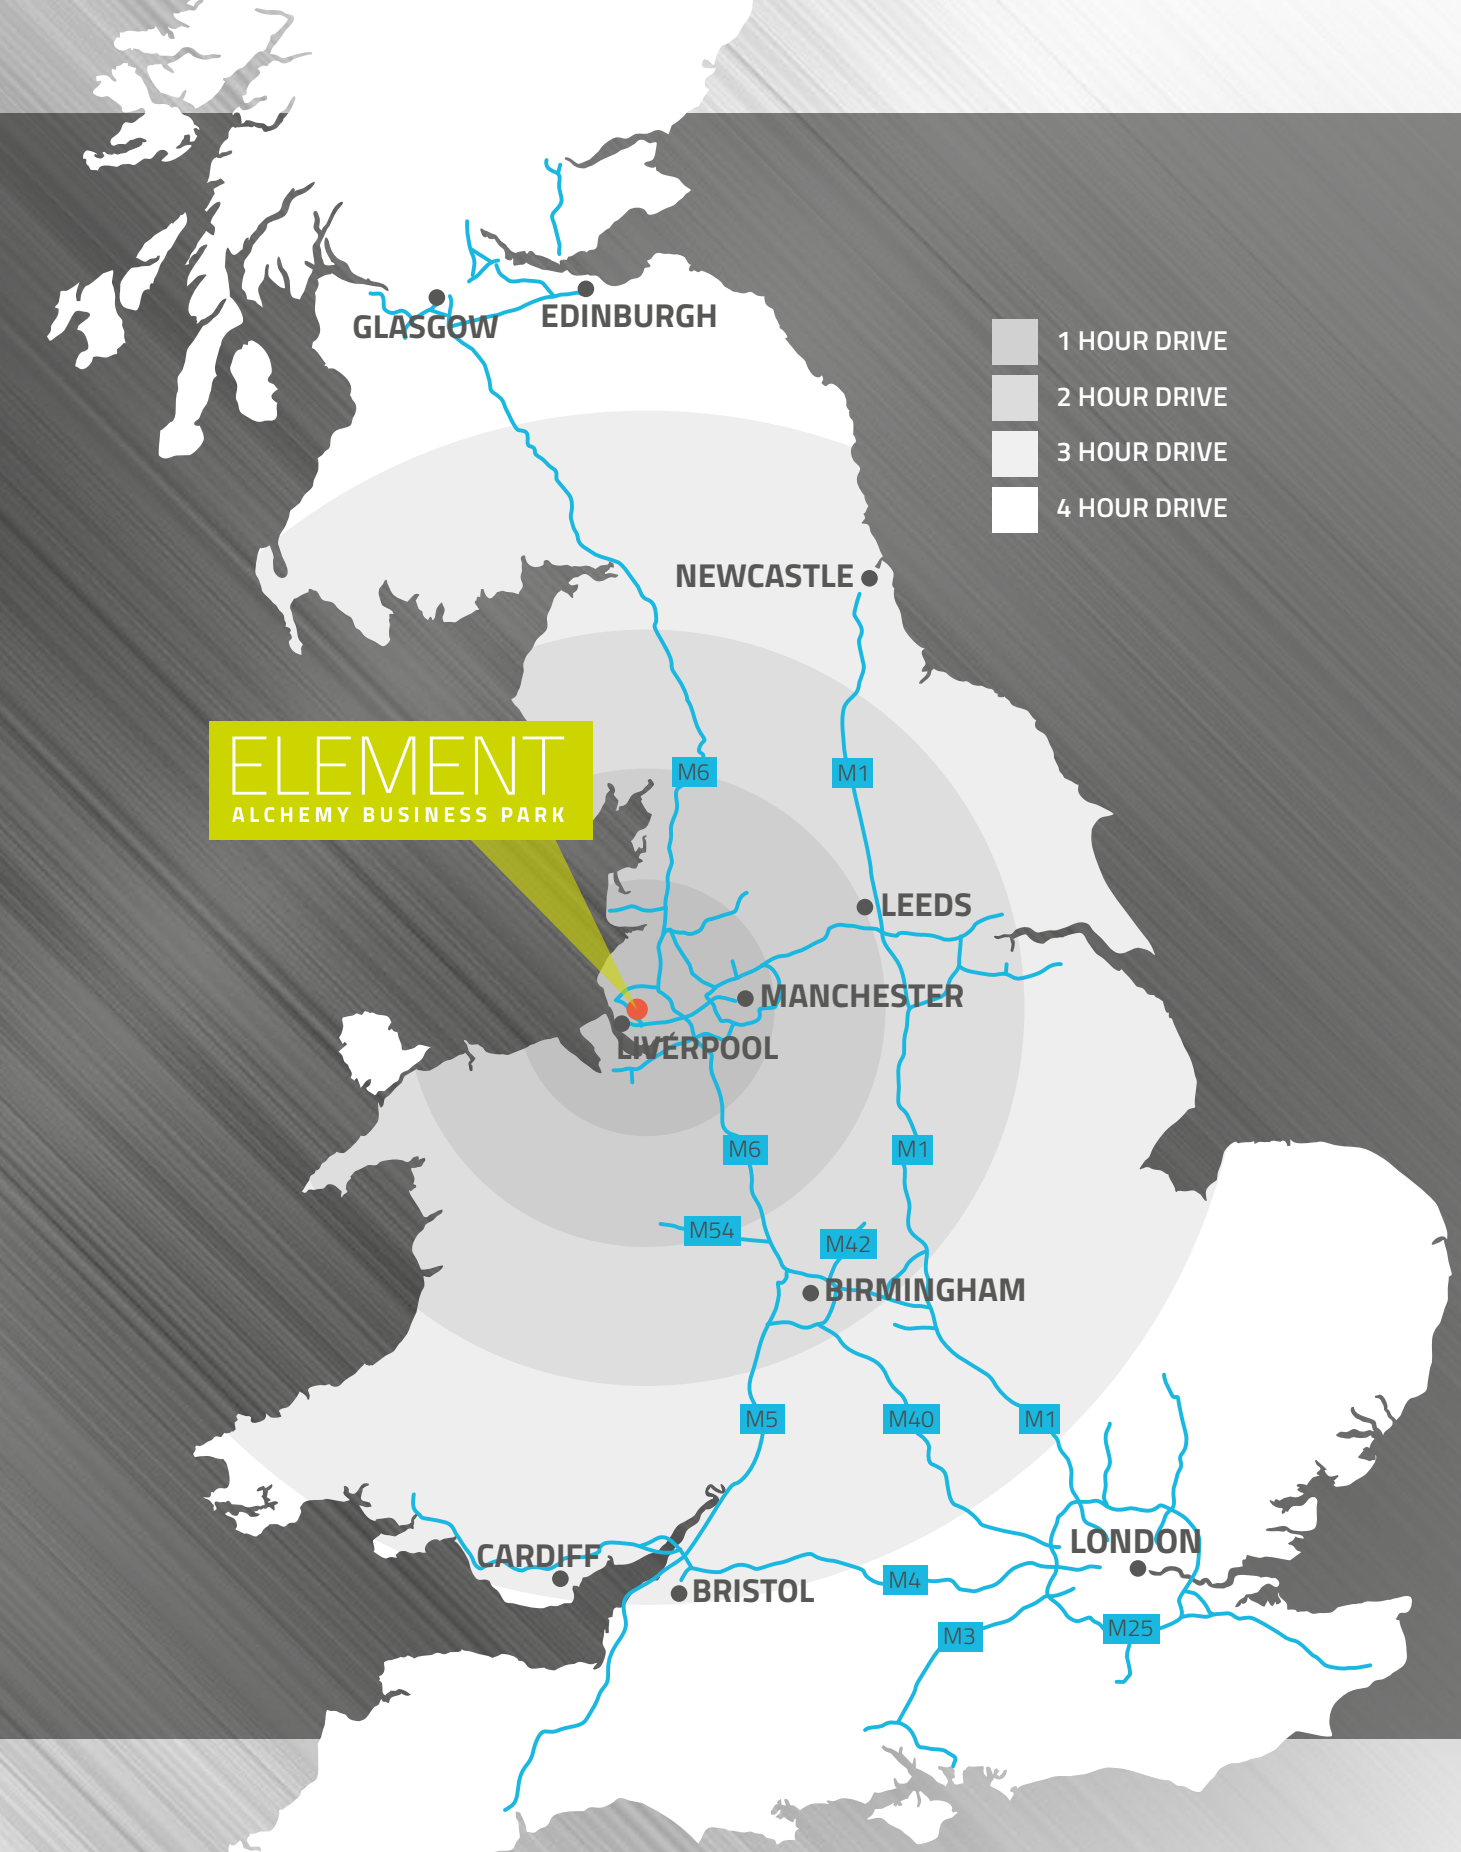 GLASGOW
EDINBURGH
1 HOUR DRIVE
2 HOUR DRIVE
3 HOUR DRIVE
4 HOUR DRIVE
NEWCASTLE
ELEMENT
ALCHEMY BUSINESS PARK
M6
M1
LEEDS
MANCHESTER
LIVERPOOL
M6
M1
M54
M42
BIRMINGHAM
M5
M40
M1
CARDIFF
LONDON
BRISTOL
M4
M3
M25